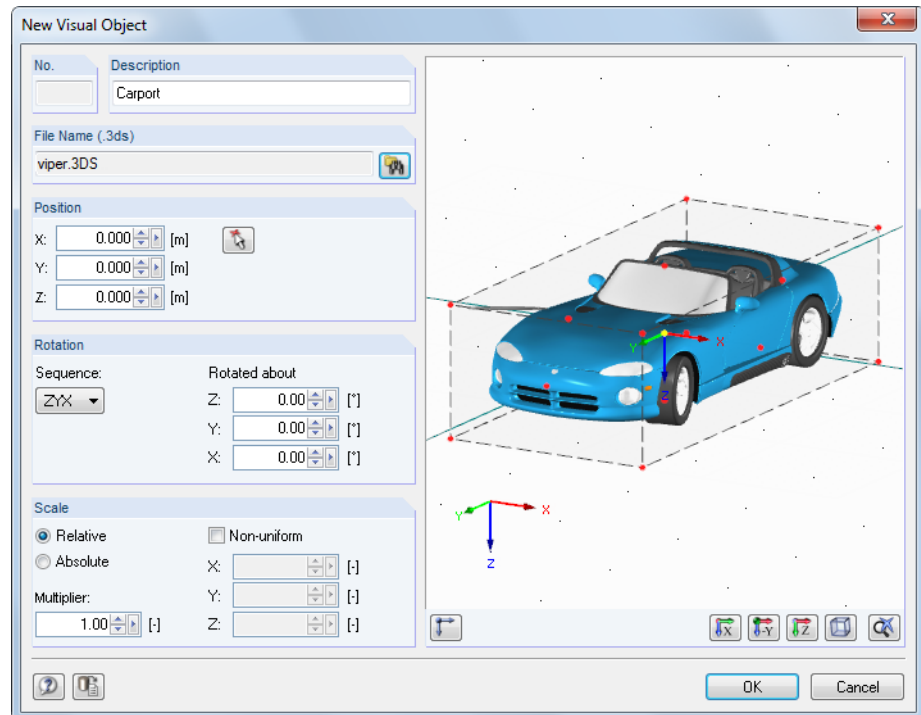 New Visual Object
No.
Description
Carport
File Name (.3ds)
viper.3DS
Position
X: 0.000 [m]
Y: 0.000 [m]
Z: 0.000 [m]
Rotation
Sequence:
ZYX
Rotated about
Z: 0.00 [°]
Y: 0.00 [°]
X: 0.00 [°]
Scale
Relative
Absolute
Multiplier:
1.00 [-]
Non-uniform
X: [-]
Y: [-]
Z: [-]
Y X
Z
Y X
Z
X -Y Z
OK Cancel